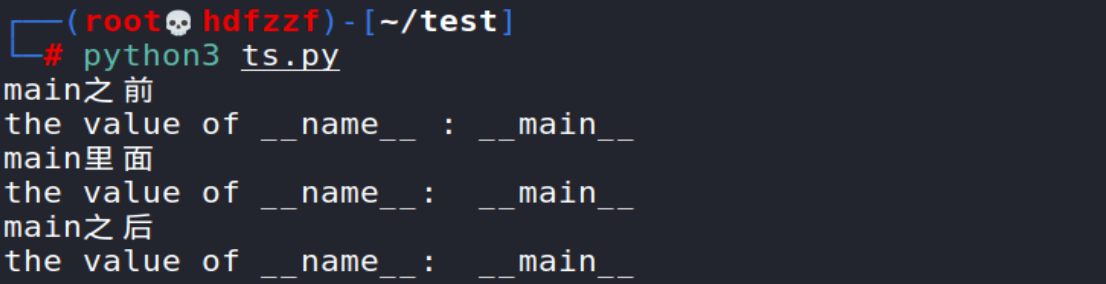 ┌──(root💀hdfzzf)-[~/test]
└─# python3 ts.py
main之前
the value of __name__ : __main__
main里面
the value of __name__:  __main__
main之后
the value of __name__:  __main__